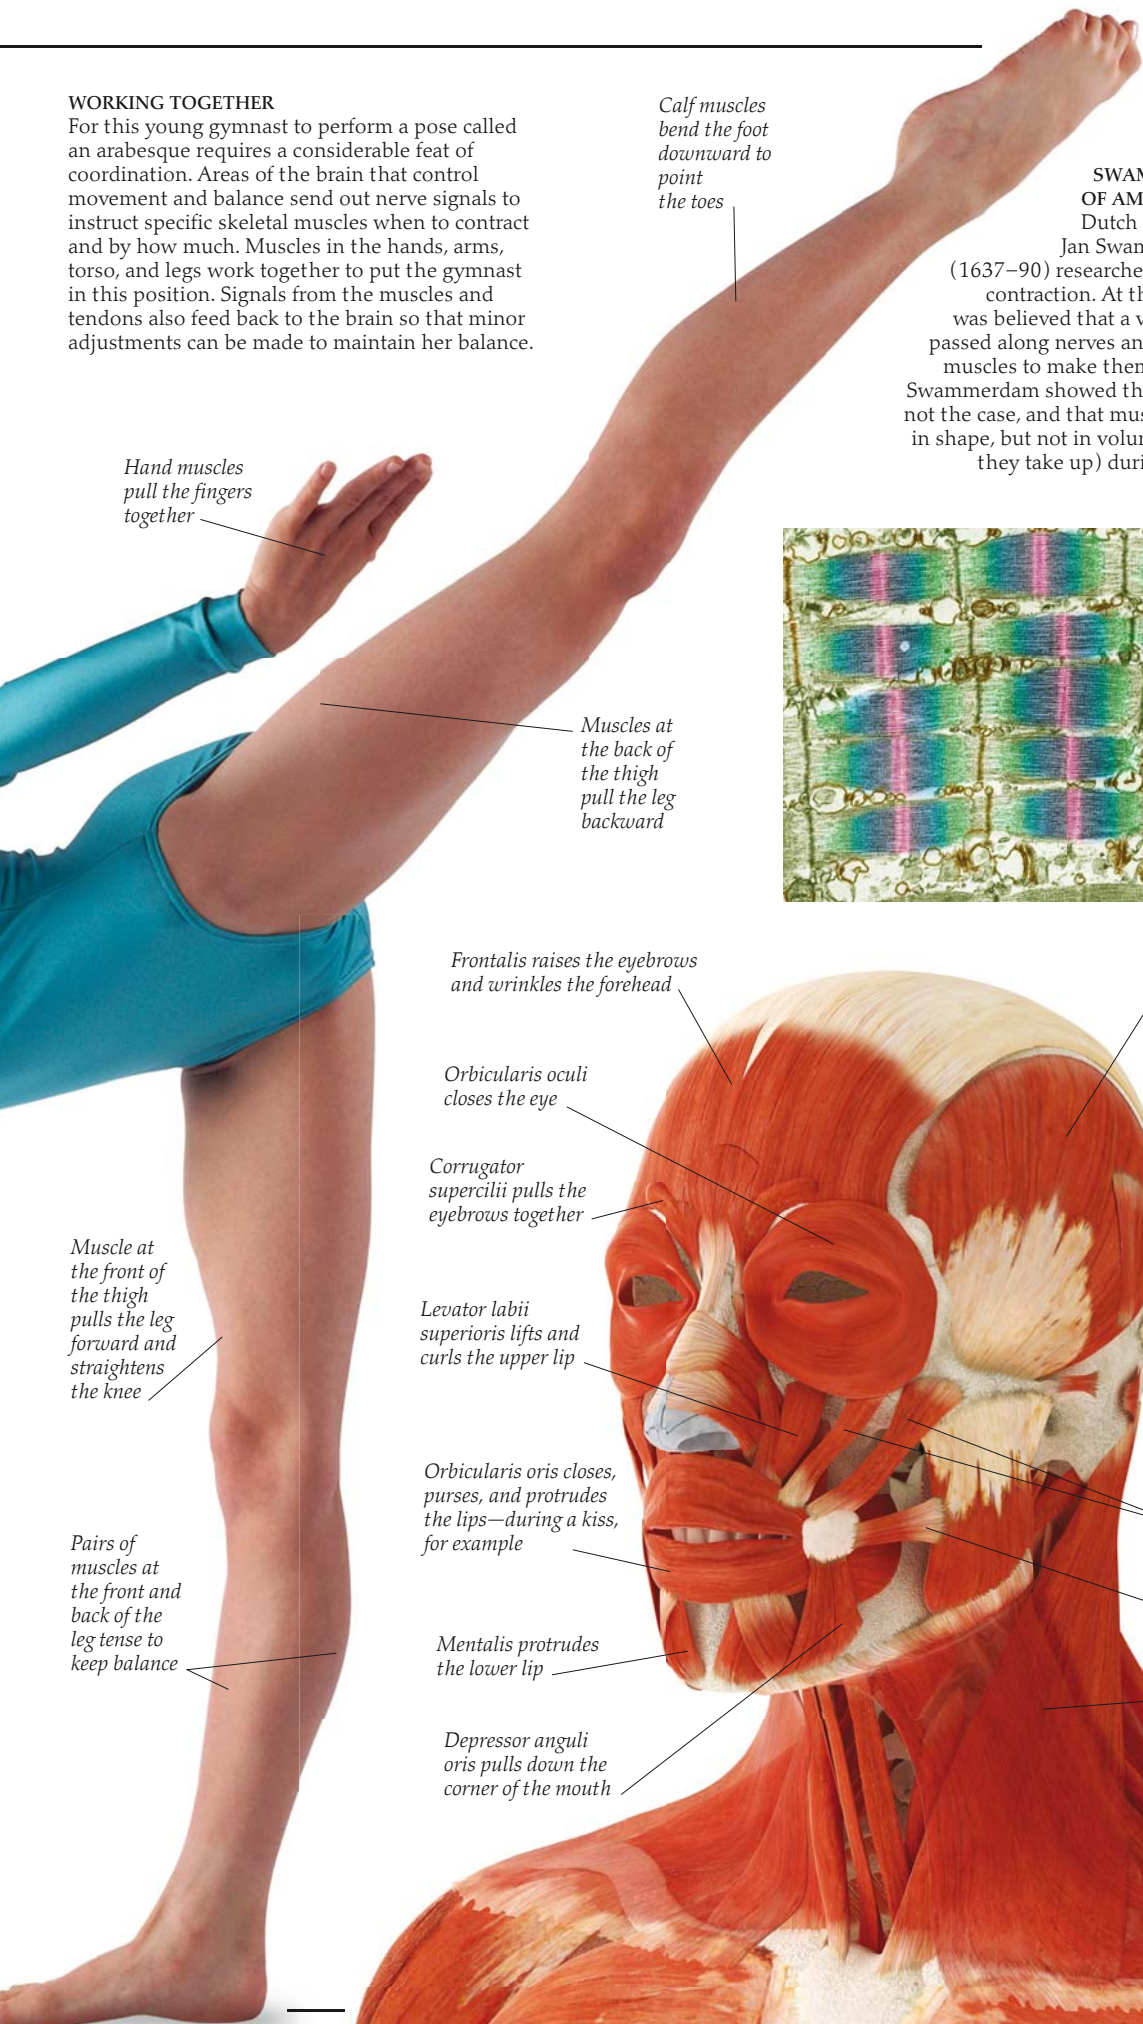 WORKING TOGETHER
For this young gymnast to perform a pose called
an arabesque requires a considerable feat of
coordination. Areas of the brain that control
movement and balance send out nerve signals to
instruct specific skeletal muscles when to contract
and by how much. Muscles in the hands, arms,
torso, and legs work together to put the gymnast
in this position. Signals from the muscles and
tendons also feed back to the brain so that minor
adjustments can be made to maintain her balance.
Calf muscles
bend the foot
downward to
point
the toes
SWAM
OF AM
Dutch
Jan Swam
(1637–90) researche
contraction. At th
was believed that a v
passed along nerves an
muscles to make them
Swammerdam showed th
not the case, and that mus
in shape, but not in volum
they take up) duri
Hand muscles
pull the fingers
together
Muscles at
the back of
the thigh
pull the leg
backward
Frontalis raises the eyebrows
and wrinkles the forehead
Orbicularis oculi
closes the eye
Corrugator
supercilii pulls the
eyebrows together
Muscle at
the front of
the thigh
pulls the leg
forward and
straightens
the knee
Levator labii
superioris lifts and
curls the upper lip
Orbicularis oris closes,
purses, and protrudes
the lips—during a kiss,
for example
Pairs of
muscles at
the front and
back of the
leg tense to
keep balance
Mentalis protrudes
the lower lip
Depressor anguli
oris pulls down the
corner of the mouth